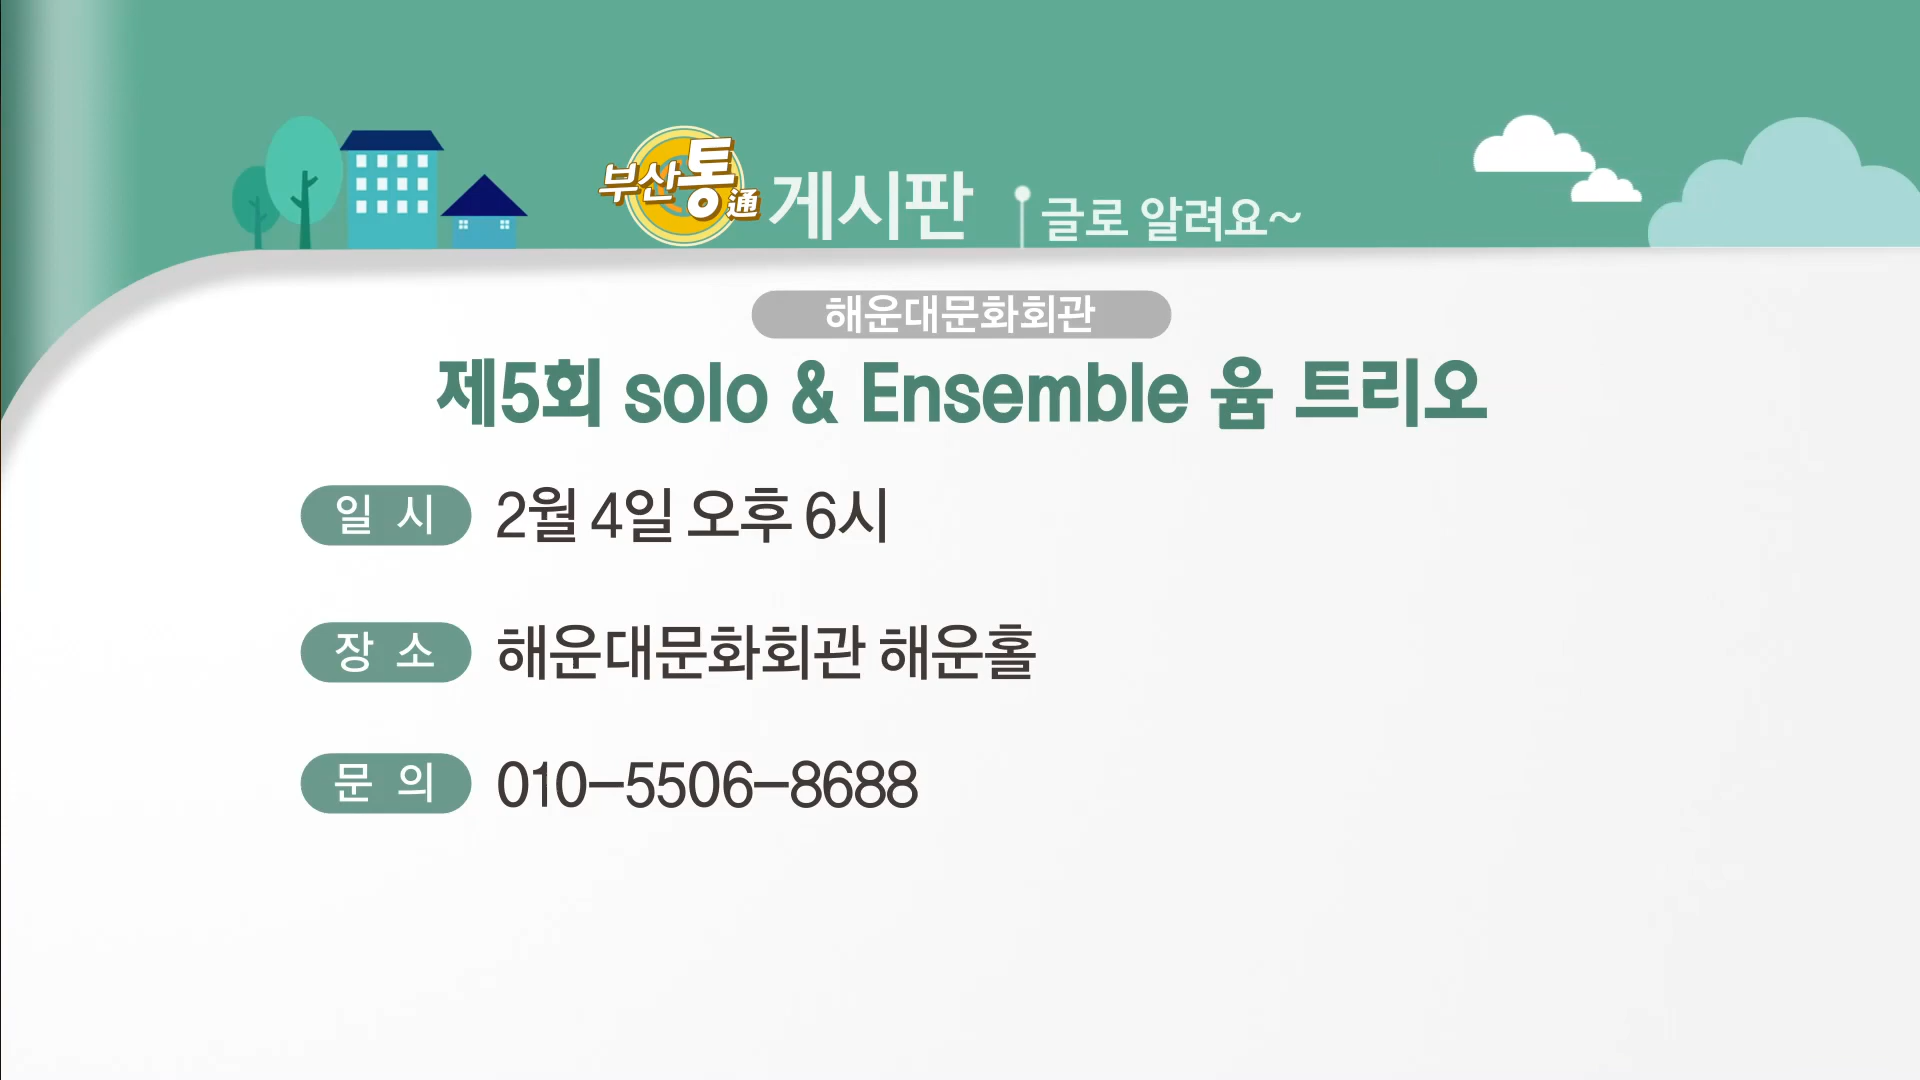 부산통通 게시판 글로 알려요~
해운대문화회관
제5회 solo & Ensemble 윰 트리오
일 시 2월 4일 오후 6시
장 소 해운대문화회관 해운홀
문 의 010-5506-8688